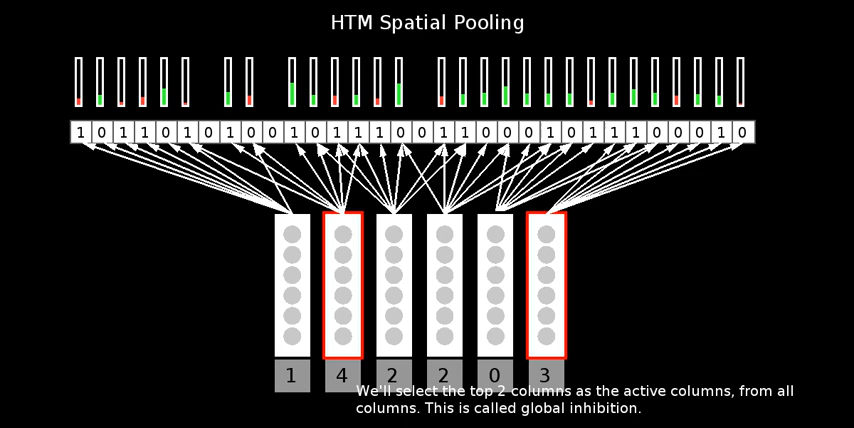 HTM Spatial Pooling
1 0 1 1 0 1 0 1 0 0 1 0 1 1 1 0 0 1 1 0 0 0 1 0 1 1 1 0 0 0 1 0
1 4 2 2 0 3
We'll select the top 2 columns as the active columns, from all
columns. This is called global inhibition.